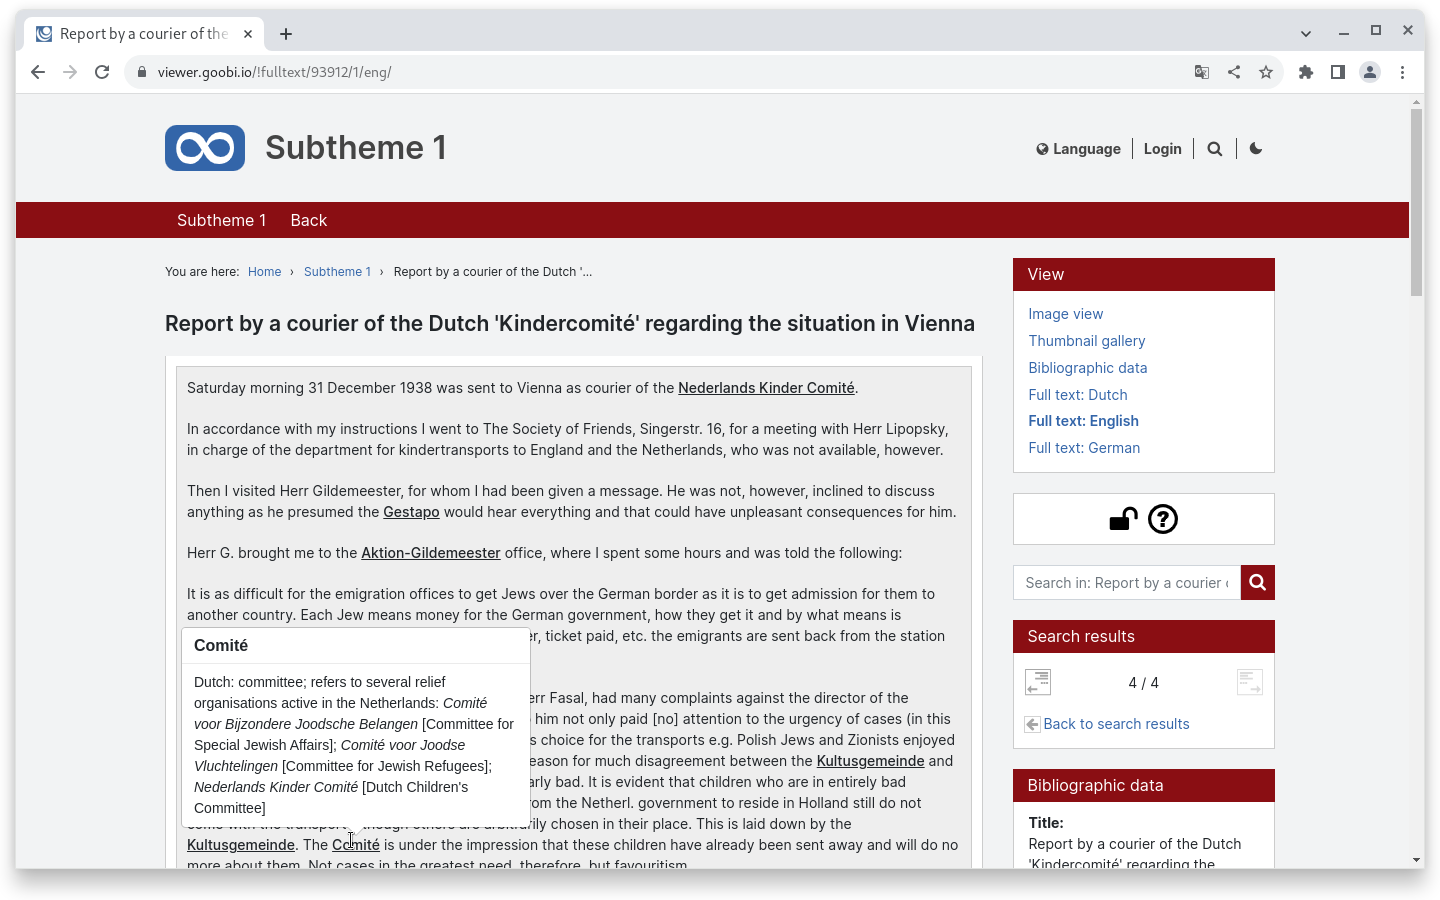 Report by a courier of the
viewer.goobi.io/!fulltext/93912/1/eng/
Subtheme 1
Language
Login
Subtheme 1
Back
You are here: Home › Subtheme 1 › Report by a courier of the Dutch '...
Report by a courier of the Dutch 'Kindercomité' regarding the situation in Vienna
Saturday morning 31 December 1938 was sent to Vienna as courier of the Nederlands Kinder Comité.
In accordance with my instructions I went to The Society of Friends, Singerstr. 16, for a meeting with Herr Lipopsky,
in charge of the department for kindertransports to England and the Netherlands, who was not available, however.
Then I visited Herr Gildemeester, for whom I had been given a message. He was not, however, inclined to discuss
anything as he presumed the Gestapo would hear everything and that could have unpleasant consequences for him.
Herr G. brought me to the Aktion-Gildemeester office, where I spent some hours and was told the following:
It is as difficult for the emigration offices to get Jews over the German border as it is to get admission for them to
another country. Each Jew means money for the German government, how they get it and by what means is
ticket paid, etc. the emigrants are sent back from the station
Fasal, had many complaints against the director of the
him not only paid [no] attention to the urgency of cases (in this
choice for the transports e.g. Polish Jews and Zionists enjoyed
for much disagreement between the Kultusgemeinde and
bad. It is evident that children who are in entirely bad
from the Netherl. government to reside in Holland still do not
arbitrarily chosen in their place. This is laid down by the
Kultusgemeinde. The Comité is under the impression that these children have already been sent away and will do no
more about them. Not cases in the greatest need, therefore, but favouritism.
Comité
Dutch: committee; refers to several relief
organisations active in the Netherlands: Comité
voor Bijzondere Joodsche Belangen [Committee for
Special Jewish Affairs]; Comité voor Joodse
Vluchtelingen [Committee for Jewish Refugees];
Nederlands Kinder Comité [Dutch Children's
Committee]
View
Image view
Thumbnail gallery
Bibliographic data
Full text: Dutch
Full text: English
Full text: German
Search in: Report by a courier
Search results
4 / 4
Back to search results
Bibliographic data
Title:
Report by a courier of the Dutch
'Kindercomité' regarding the